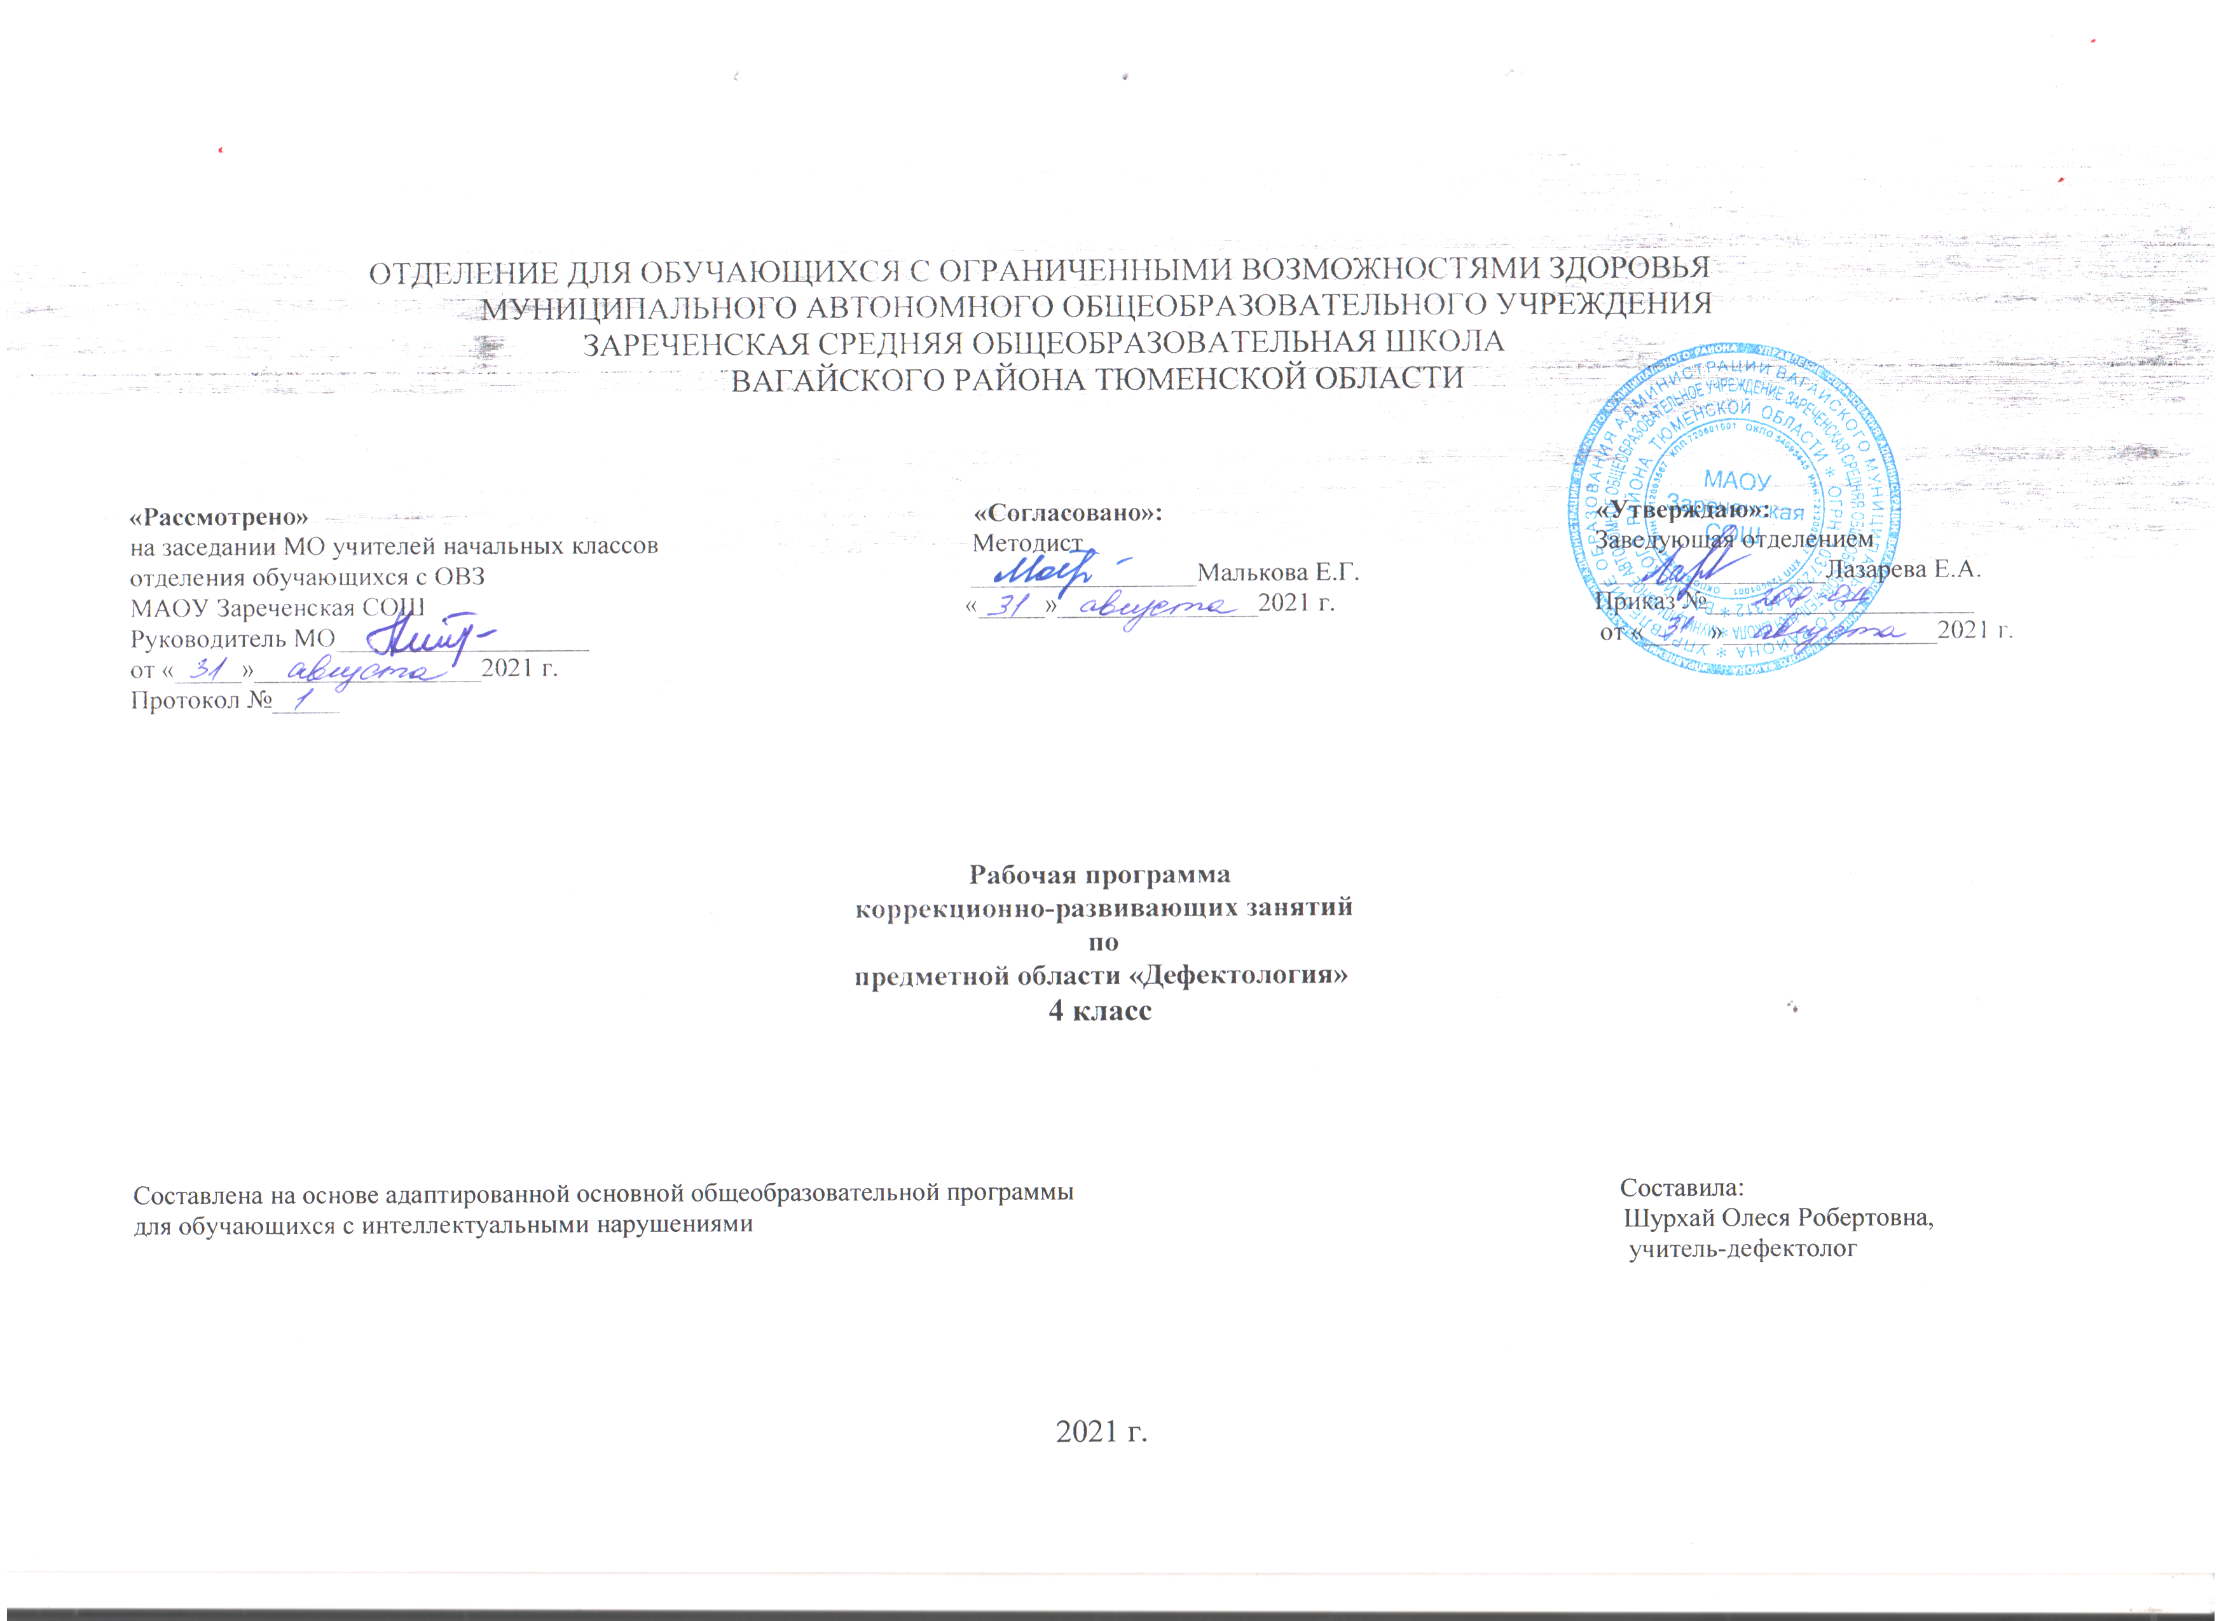 ОТДЕЛЕНИЕ ДЛЯ ОБУЧАЮЩИХСЯ С ОГРАНИЧЕННЫМИ ВОЗМОЖНОСТЯМИ ЗДОРОВЬЯ
МУНИЦИПАЛЬНОГО АВТОНОМНОГО ОБЩЕОБРАЗОВАТЕЛЬНОГО УЧРЕЖДЕНИЯ
ЗАРЕЧЕНСКАЯ СРЕДНЯЯ ОБЩЕОБРАЗОВАТЕЛЬНАЯ ШКОЛА
ВАГАЙСКОГО РАЙОНА ТЮМЕНСКОЙ ОБЛАСТИ
«Рассмотрено»
на заседании МО учителей начальных классов
отделения обучающихся с ОВЗ
МАОУ Зареченская СОШ
Руководитель МО
от «31» августа 2021 г.
Протокол № 1
«Согласовано»:
Методист
Малькова Е.Г.
«31» августа 2021 г.
«Утверждаю»:
Заведующая отделением
Лазарева Е.А.
Приказ №
от «31» августа 2021 г.
МАОУ
Зареченская
СОШ
Рабочая программа
коррекционно-развивающих занятий
по
предметной области «Дефектология»
4 класс
Составлена на основе адаптированной основной общеобразовательной программы
для обучающихся с интеллектуальными нарушениями
Составила:
Шурхай Олеся Робертовна,
учитель-дефектолог
2021 г.